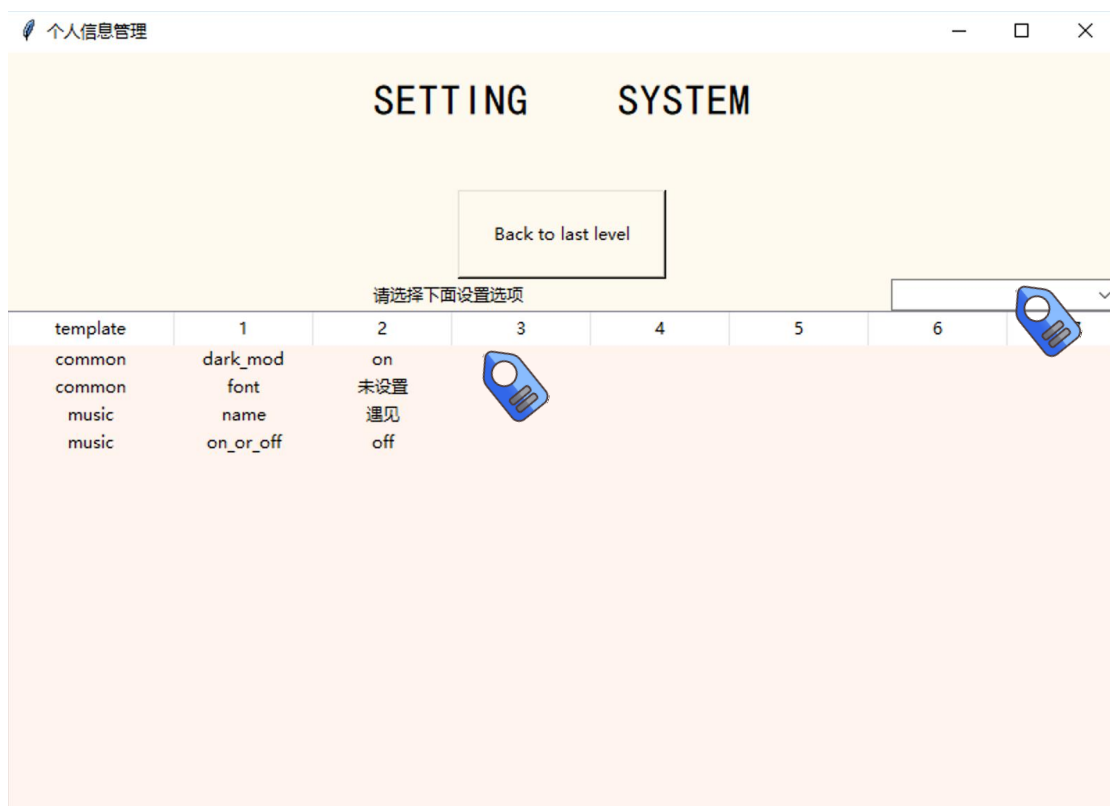 个人信息管理
SETTING SYSTEM
Back to last level
请选择下面设置选项
template 1 2 3 4 5 6
common dark_mod on
common font 未设置
music name 遇见
music on_or_off off